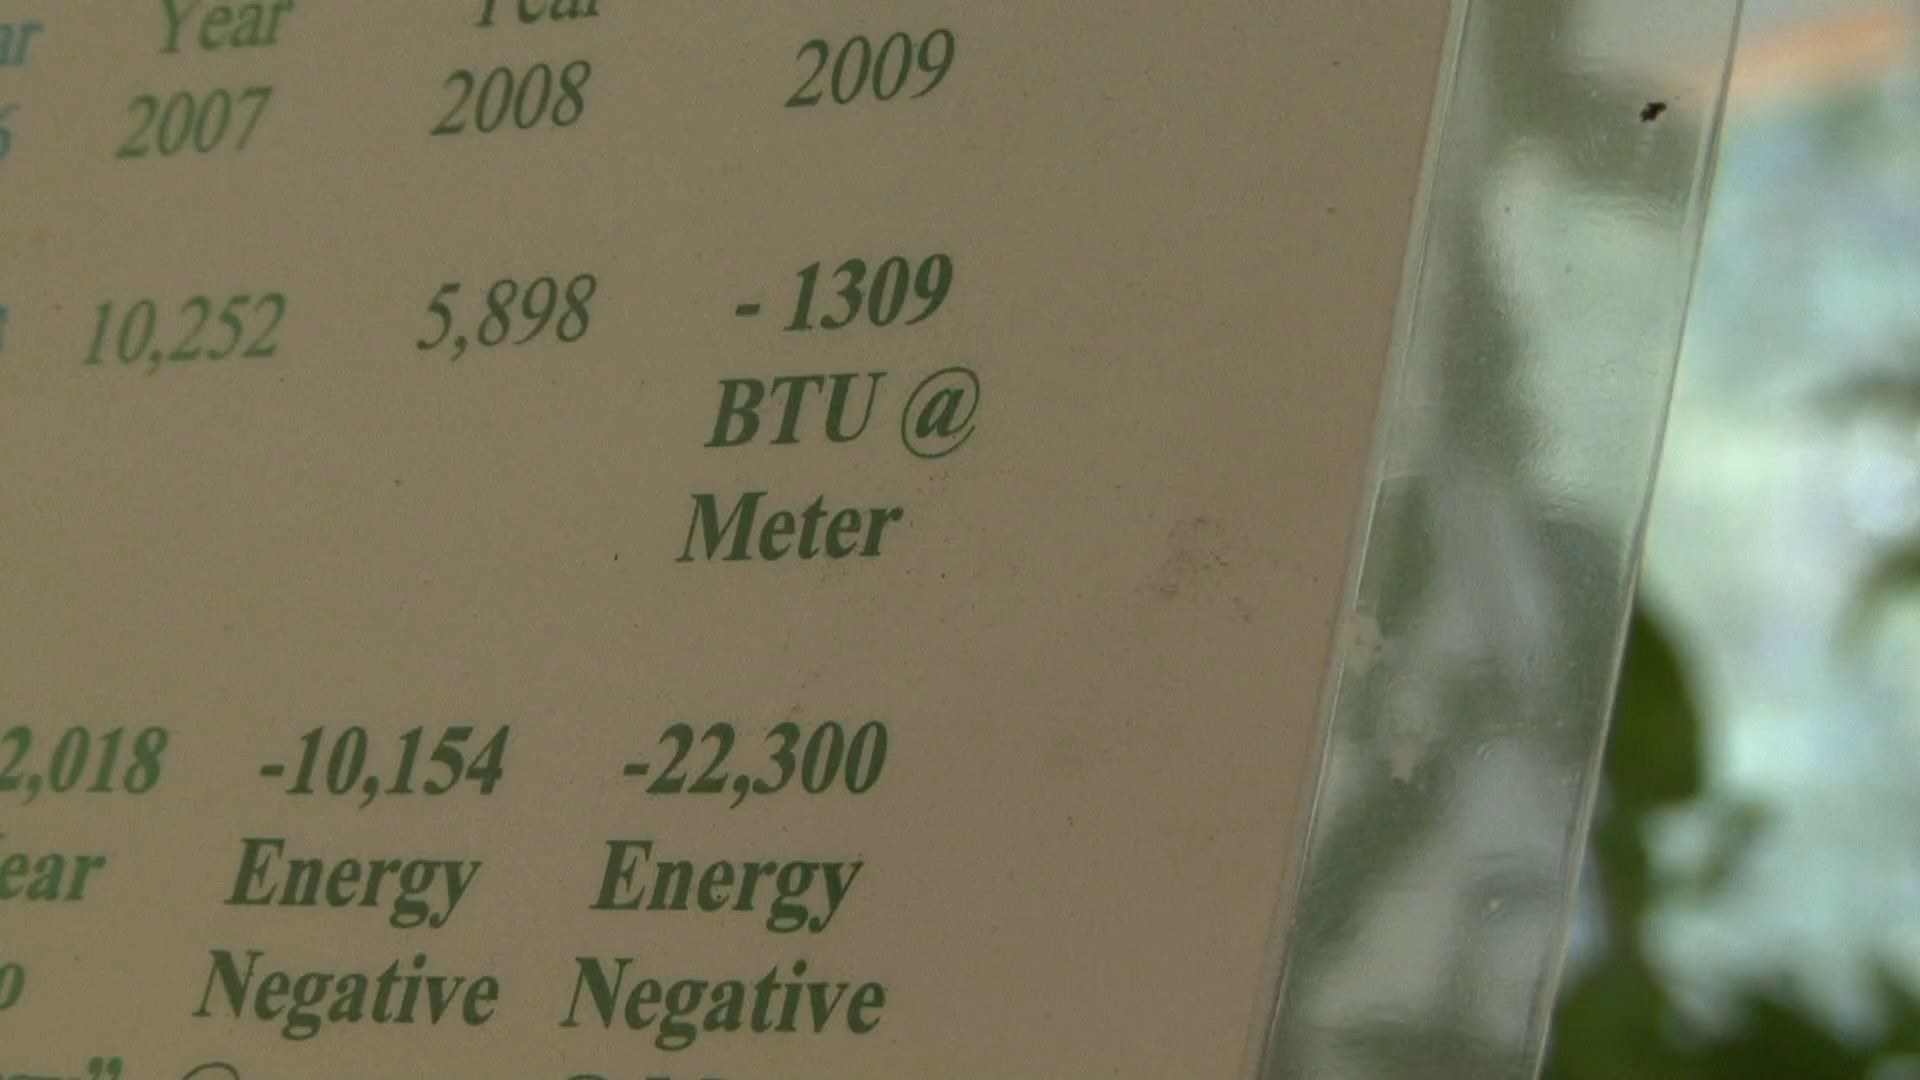 Year Year
2007 2008 2009
10,252 5,898 - 1309
BTU @
Meter
2,018 -10,154 -22,300
Energy Energy
Negative Negative